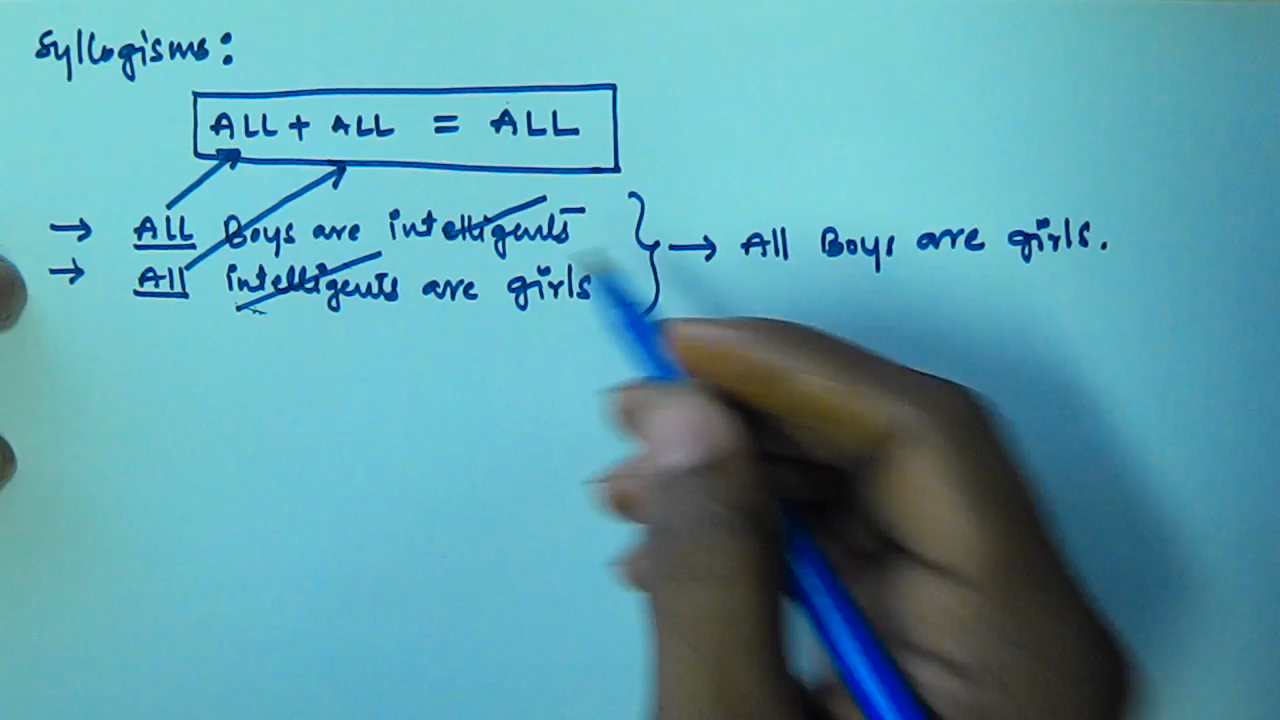 Syllogisms:
ALL + ALL = ALL
→ ALL Boys are intelligents
→ All intelligents are girls
→ All Boys are girls.